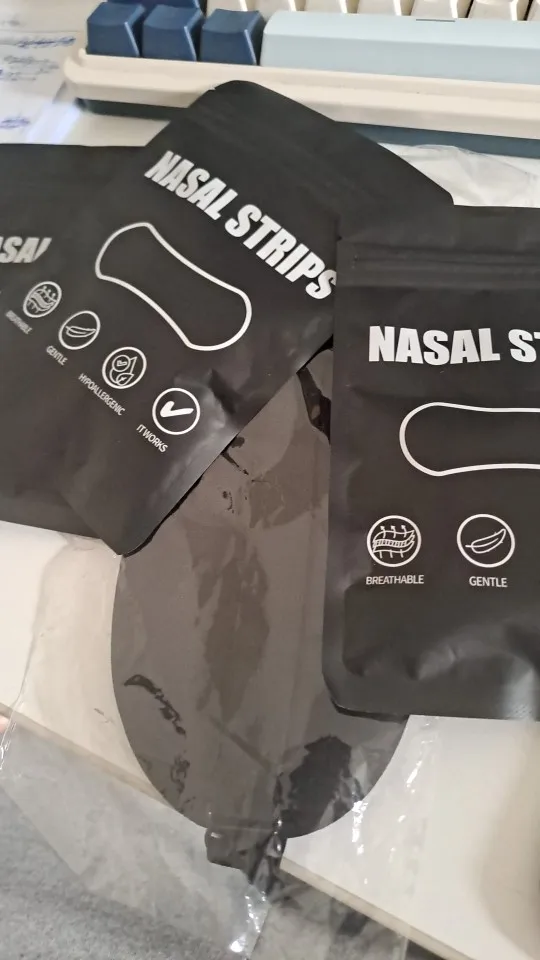 NASAL STRIPS
BREATHABLE
GENTLE
HYPOALLERGENIC
IT WORKS
NASAL ST
BREATHABLE
GENTLE